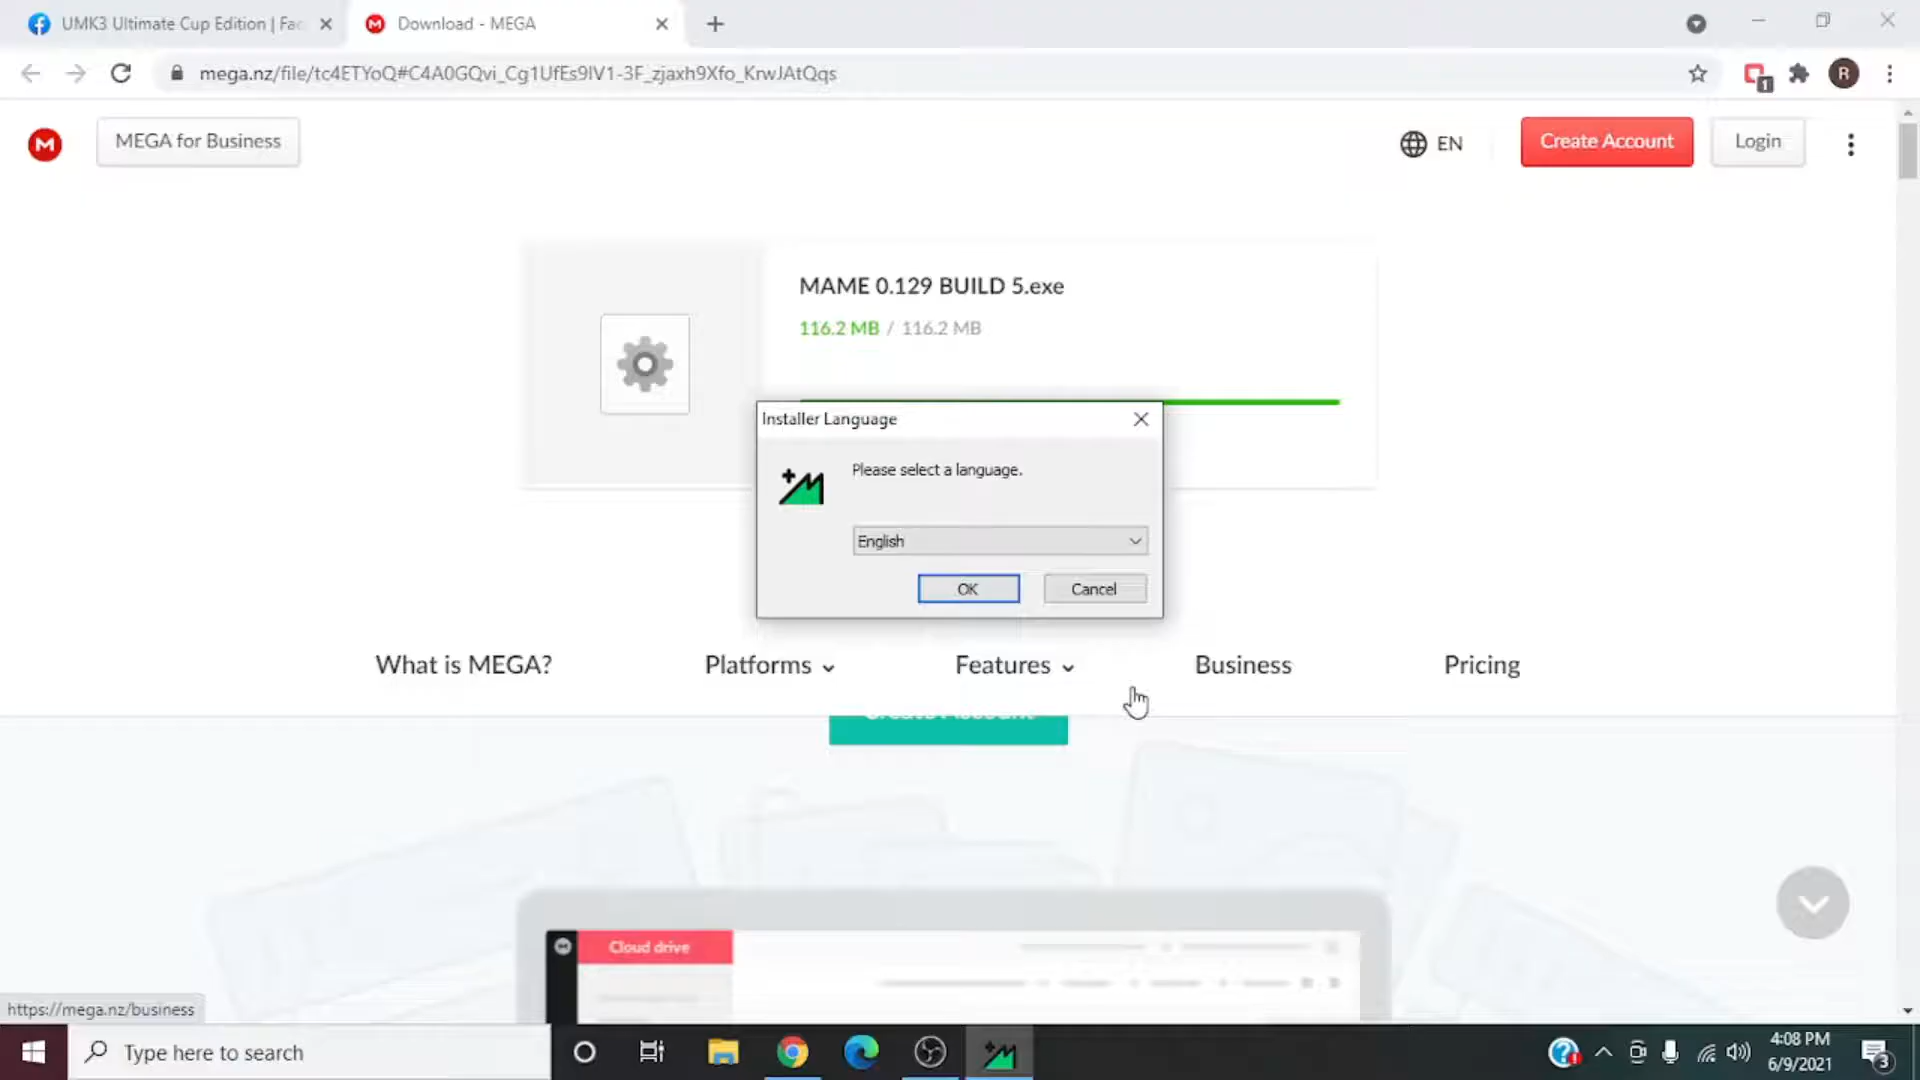 UMK3 Ultimate Cup Edition | Fac
Download - MEGA
mega.nz/file/tc4ETYoQ#C4A0GQvi_Cg1UfEs9IV1-3F_zjaxh9Xfo_KrwJAtQqs
1
R
M
MEGA for Business
EN
Create Account
Login
MAME 0.129 BUILD 5.exe
116.2 MB / 116.2 MB
Installer Language
Please select a language.
English
OK
Cancel
What is MEGA?
Platforms
Features
Business
Pricing
Cloud drive
https://mega.nz/business
Type here to search
4:08 PM
6/9/2021
3